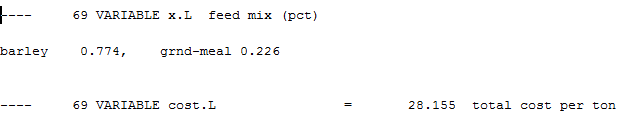 ----     69 VARIABLE x.L  feed mix (pct)
barley    0.774,    grnd-meal 0.226
----     69 VARIABLE cost.L                =       28.155  total cost per ton